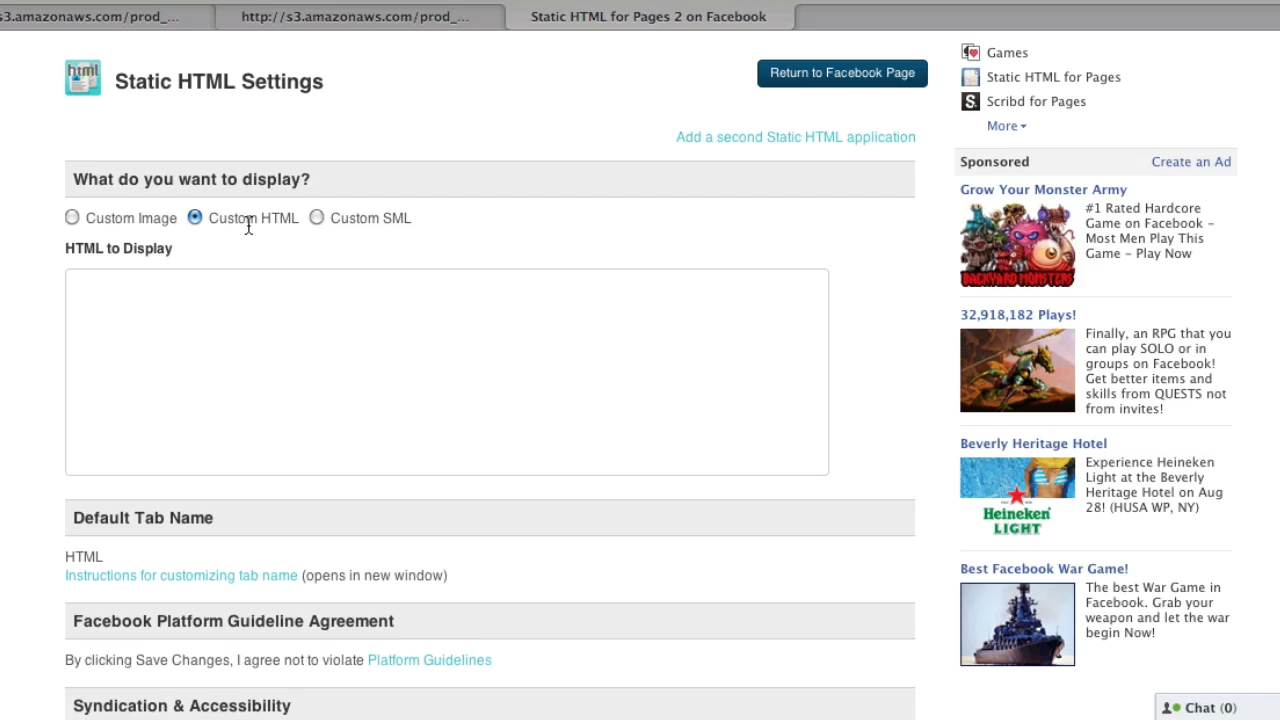 s3.amazonaws.com/prod_...
http://s3.amazonaws.com/prod_...
Static HTML for Pages 2 on Facebook
html
Static HTML Settings
Return to Facebook Page
Add a second Static HTML application
What do you want to display?
Custom Image
Custom HTML
Custom SML
HTML to Display
Default Tab Name
HTML
Instructions for customizing tab name (opens in new window)
Facebook Platform Guideline Agreement
By clicking Save Changes, I agree not to violate Platform Guidelines
Syndication & Accessibility
Games
Static HTML for Pages
S
Scribd for Pages
More
Sponsored
Create an Ad
Grow Your Monster Army
#1 Rated Hardcore
Game on Facebook –
Most Men Play This
Game – Play Now
BACKYARD MONSTERS
32,918,182 Plays!
Finally, an RPG that you
can play SOLO or in
groups on Facebook!
Get better items and
skills from QUESTS not
from invites!
Beverly Heritage Hotel
Experience Heineken
Light at the Beverly
Heritage Hotel on Aug
28! (HUSA WP, NY)
Heineken
LIGHT
Best Facebook War Game!
The best War Game in
Facebook. Grab your
weapon and let the war
begin Now!
Chat (0)